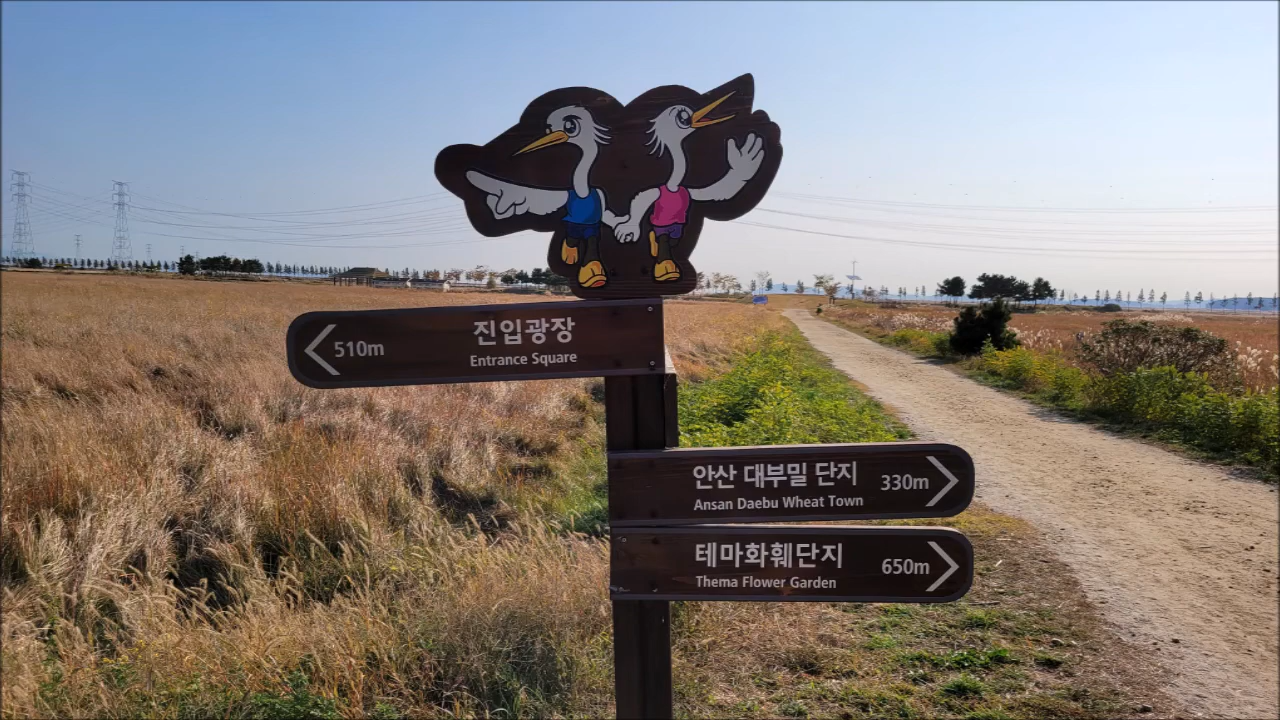 진입광장
510m
Entrance Square
안산 대부밀 단지
330m
Ansan Daebu Wheat Town
테마화훼단지
650m
Thema Flower Garden